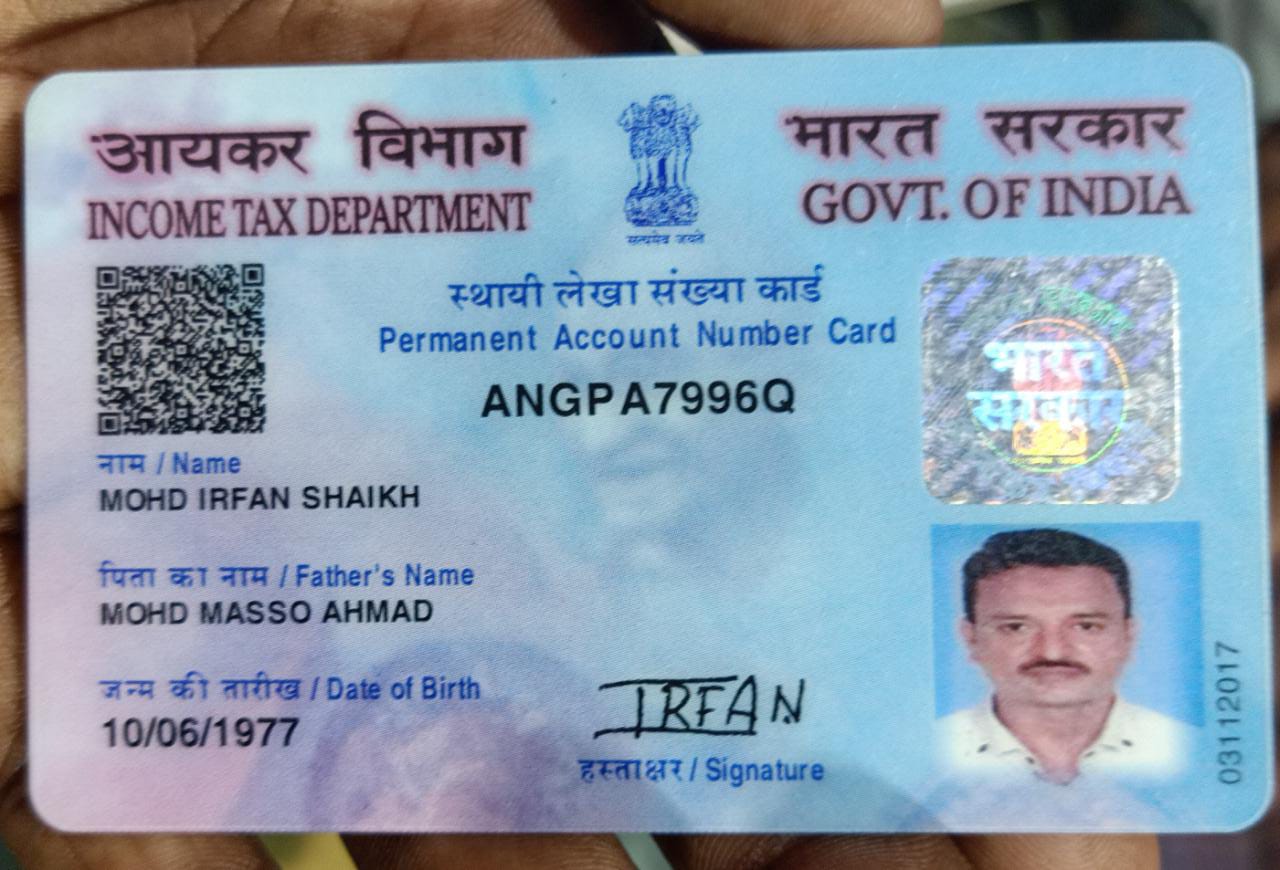 आयकर विभाग
INCOME TAX DEPARTMENT
सत्यमेव जयते
भारत सरकार
GOVT. OF INDIA
स्थायी लेखा संख्या कार्ड
Permanent Account Number Card
ANGPA7996Q
भारत
सरकार
नाम / Name
MOHD IRFAN SHAIKH
पिता का नाम / Father's Name
MOHD MASSO AHMAD
जन्म की तारीख / Date of Birth
10/06/1977
IRFAN
हस्ताक्षर / Signature
03112017